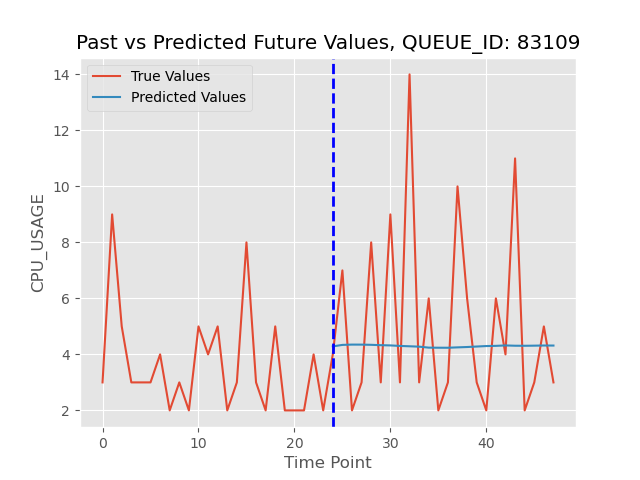 Past vs Predicted Future Values, QUEUE_ID: 83109
True Values
Predicted Values
14
12
10
8
6
4
2
CPU_USAGE
0
10
20
30
40
Time Point